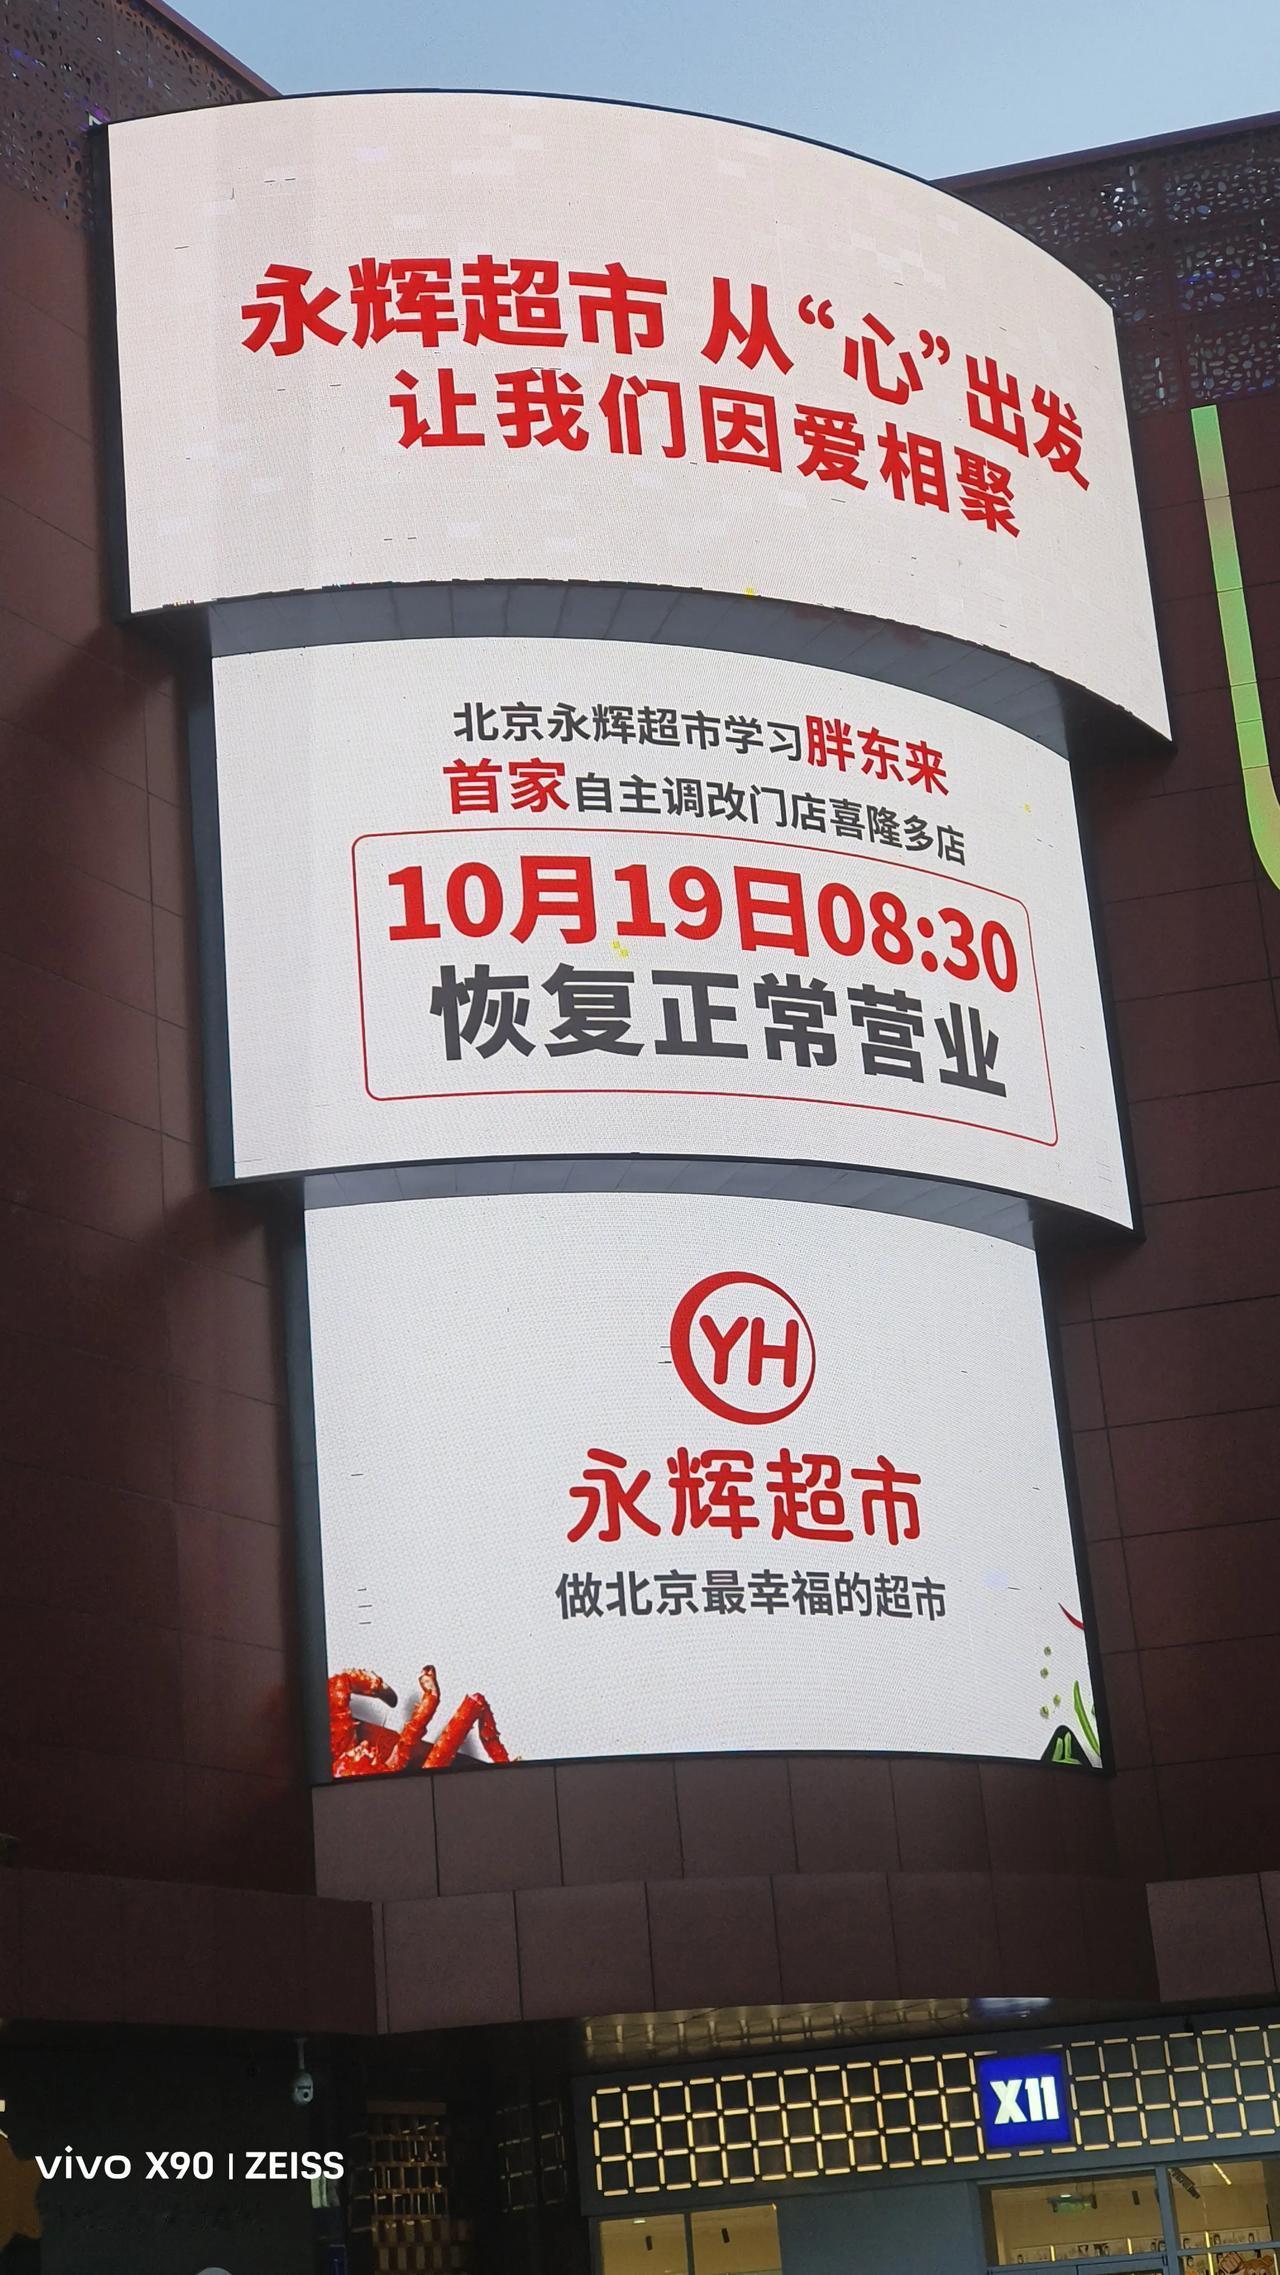 永辉超市 从“心”出发
让我们因爱相聚
北京永辉超市学习胖东来
首家自主调改门店喜隆多店
10月19日08:30
恢复正常营业
YH
永辉超市
做北京最幸福的超市
X11
vivo X90 | ZEISS